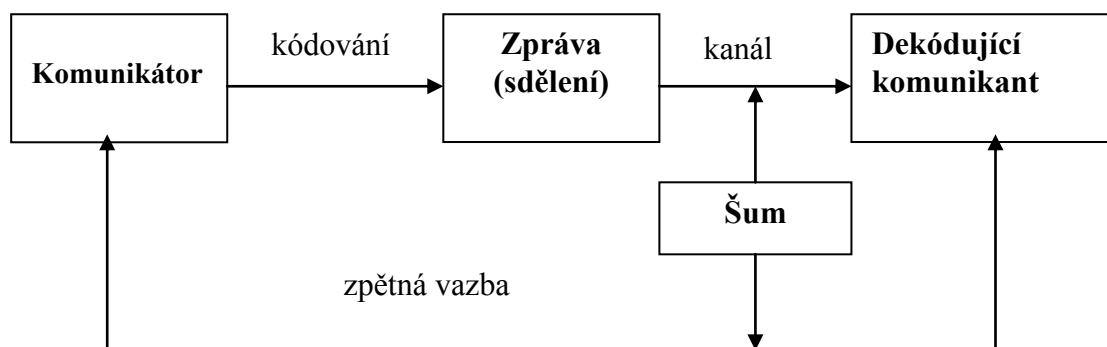 Komunikátor
kódování
Zpráva
(sdělení)
kanál
Dekódující
komunikant
Šum
zpětná vazba